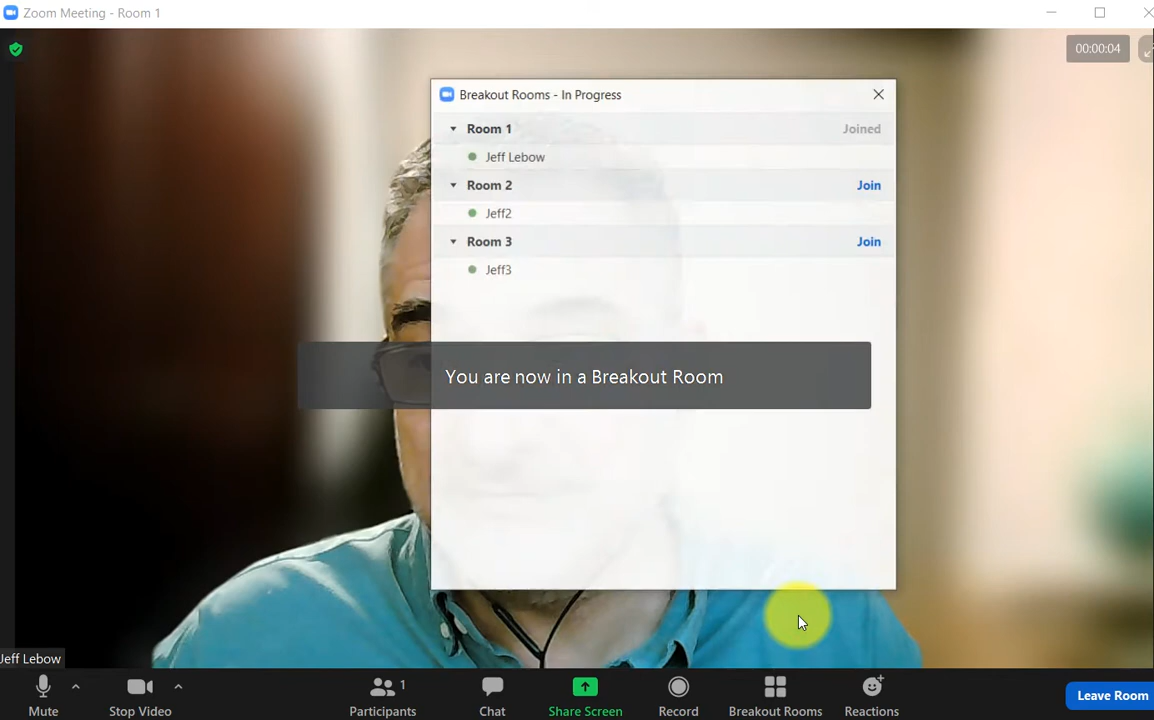 Zoom Meeting - Room 1
00:00:04
Breakout Rooms - In Progress
Room 1 Joined
Jeff Lebow
Room 2 Join
Jeff2
Room 3 Join
Jeff3
You are now in a Breakout Room
Jeff Lebow
1
Mute Stop Video Participants Chat Share Screen Record Breakout Rooms Reactions Leave Room